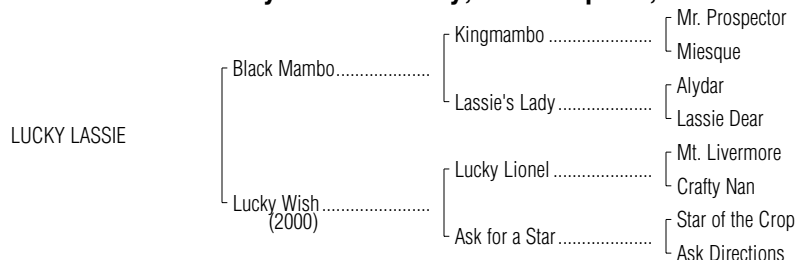 Mr. Prospector
Kingmambo .....................
Miesque
Black Mambo....................
Alydar
Lassie's Lady ...................
Lassie Dear
LUCKY LASSIE
Mt. Livermore
Lucky Lionel ....................
Crafty Nan
Lucky Wish ......................
(2000)
Star of the Crop
Ask for a Star...................
Ask Directions